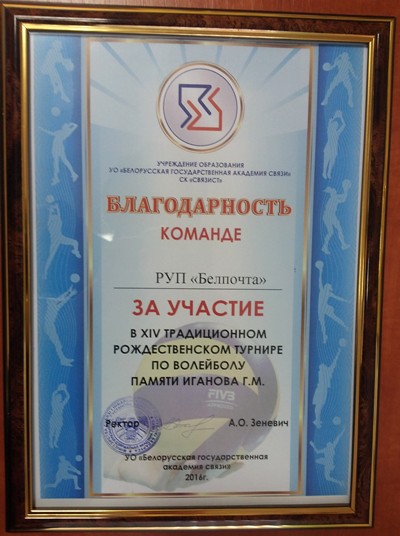 УЧРЕЖДЕНИЕ ОБРАЗОВАНИЯ
УО «БЕЛОРУССКАЯ ГОСУДАРСТВЕННАЯ АКАДЕМИЯ СВЯЗИ»
СК «СВЯЗИСТ»
БЛАГОДАРНОСТЬ
КОМАНДЕ
РУП «Белпочта»
ЗА УЧАСТИЕ
В XIV ТРАДИЦИОННОМ
РОЖДЕСТВЕНСКОМ ТУРНИРЕ
ПО ВОЛЕЙБОЛУ
ПАМЯТИ ИГАНОВА Г.М.
FIVB
Ректор А.О. Зеневич
УО «Белорусская государственная
академия связи»
2016г.